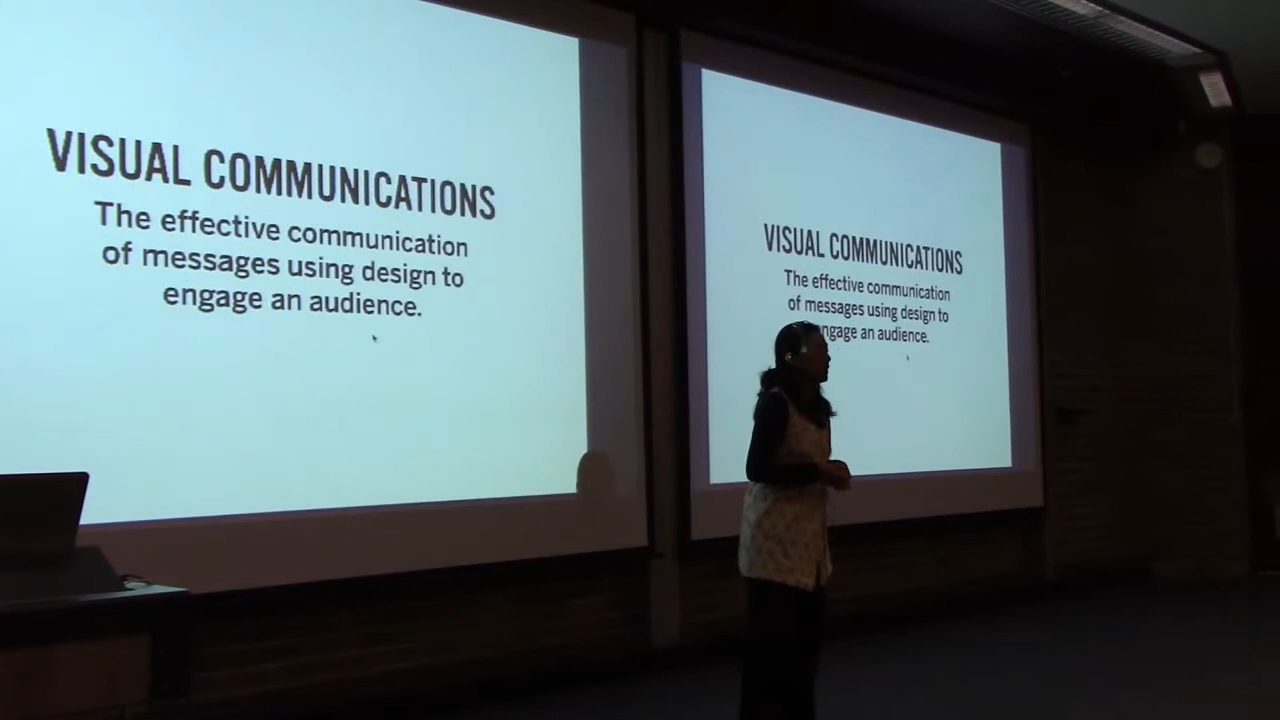 VISUAL COMMUNICATIONS
The effective communication
of messages using design to
engage an audience.
VISUAL COMMUNICATIONS
The effective communication
of messages using design to
engage an audience.